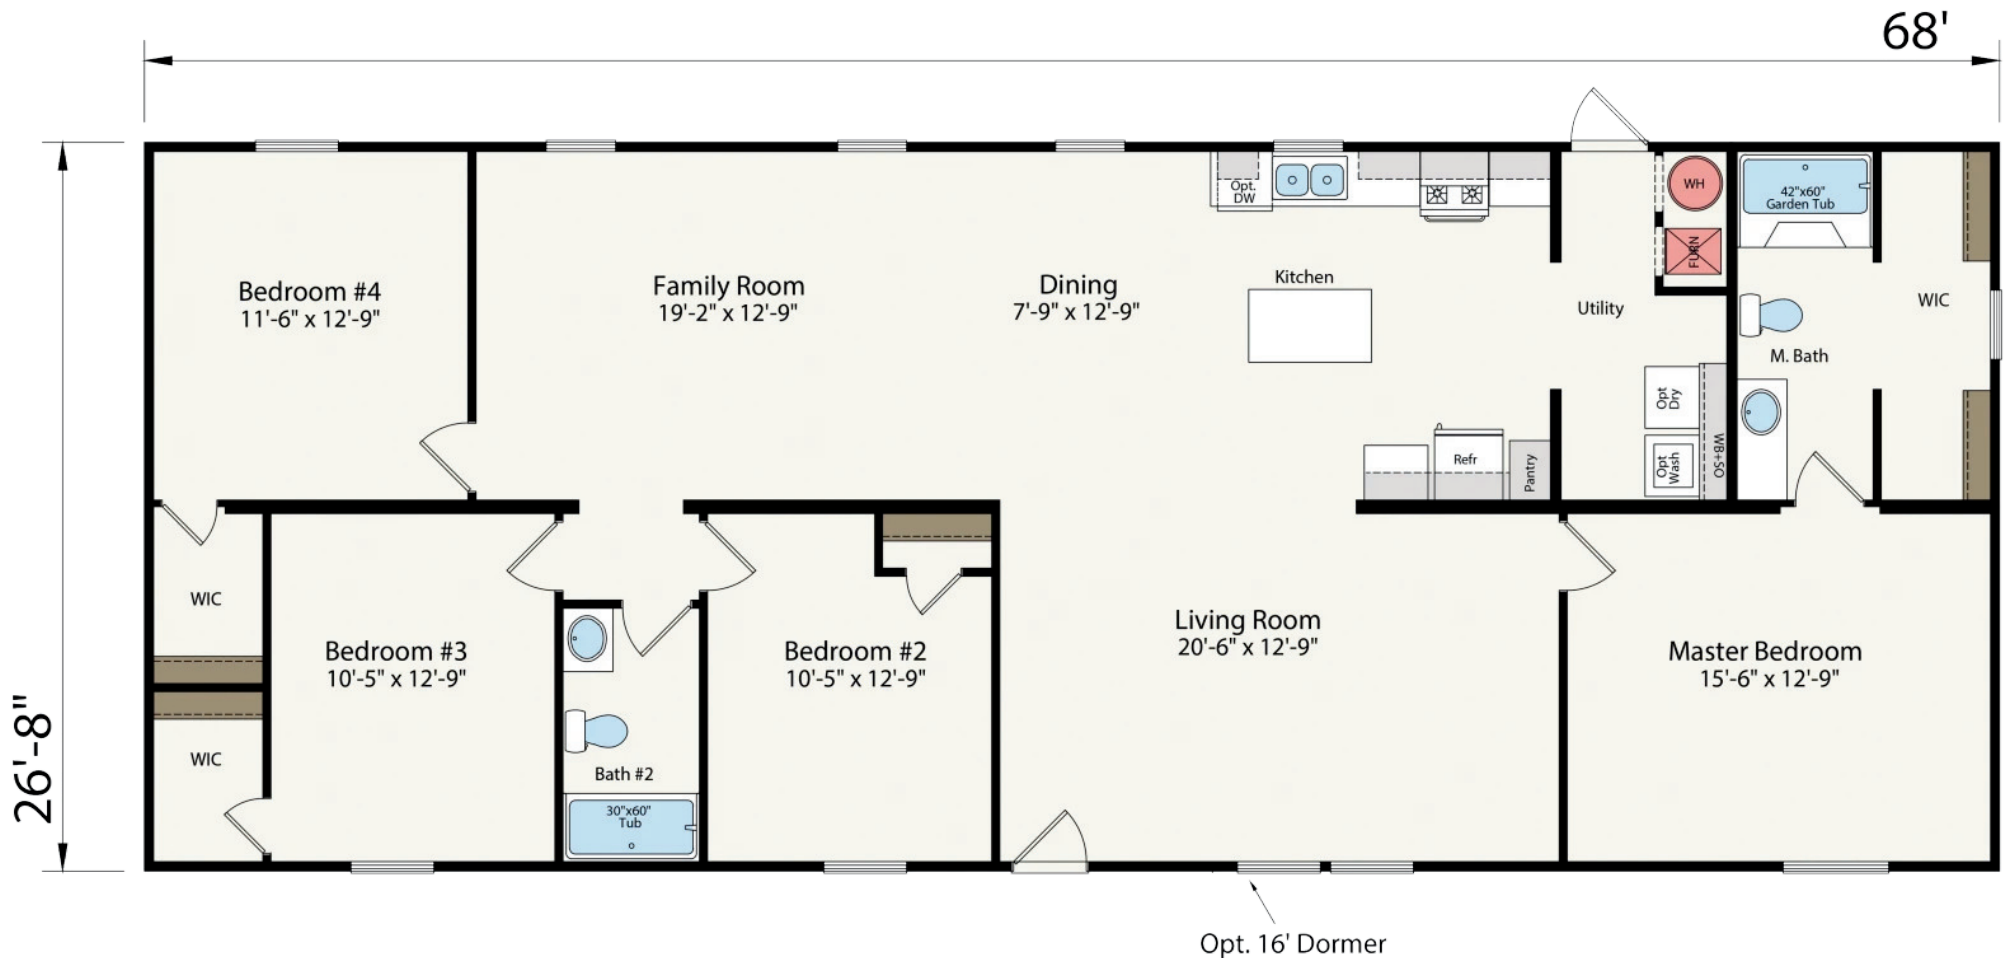 68'
26'-8"
WH
Opt.
DW
42"x60"
Garden Tub
FURN
Kitchen
Bedroom #4
11'-6" x 12'-9"
Family Room
19'-2" x 12'-9"
Dining
7'-9" x 12'-9"
Utility
WIC
M. Bath
Opt
Dry
Opt
Wash
WB+SO
Refr
Pantry
WIC
Living Room
20'-6" x 12'-9"
Bedroom #3
10'-5" x 12'-9"
Bedroom #2
10'-5" x 12'-9"
Master Bedroom
15'-6" x 12'-9"
WIC
Bath #2
30"x60"
Tub
Opt. 16' Dormer